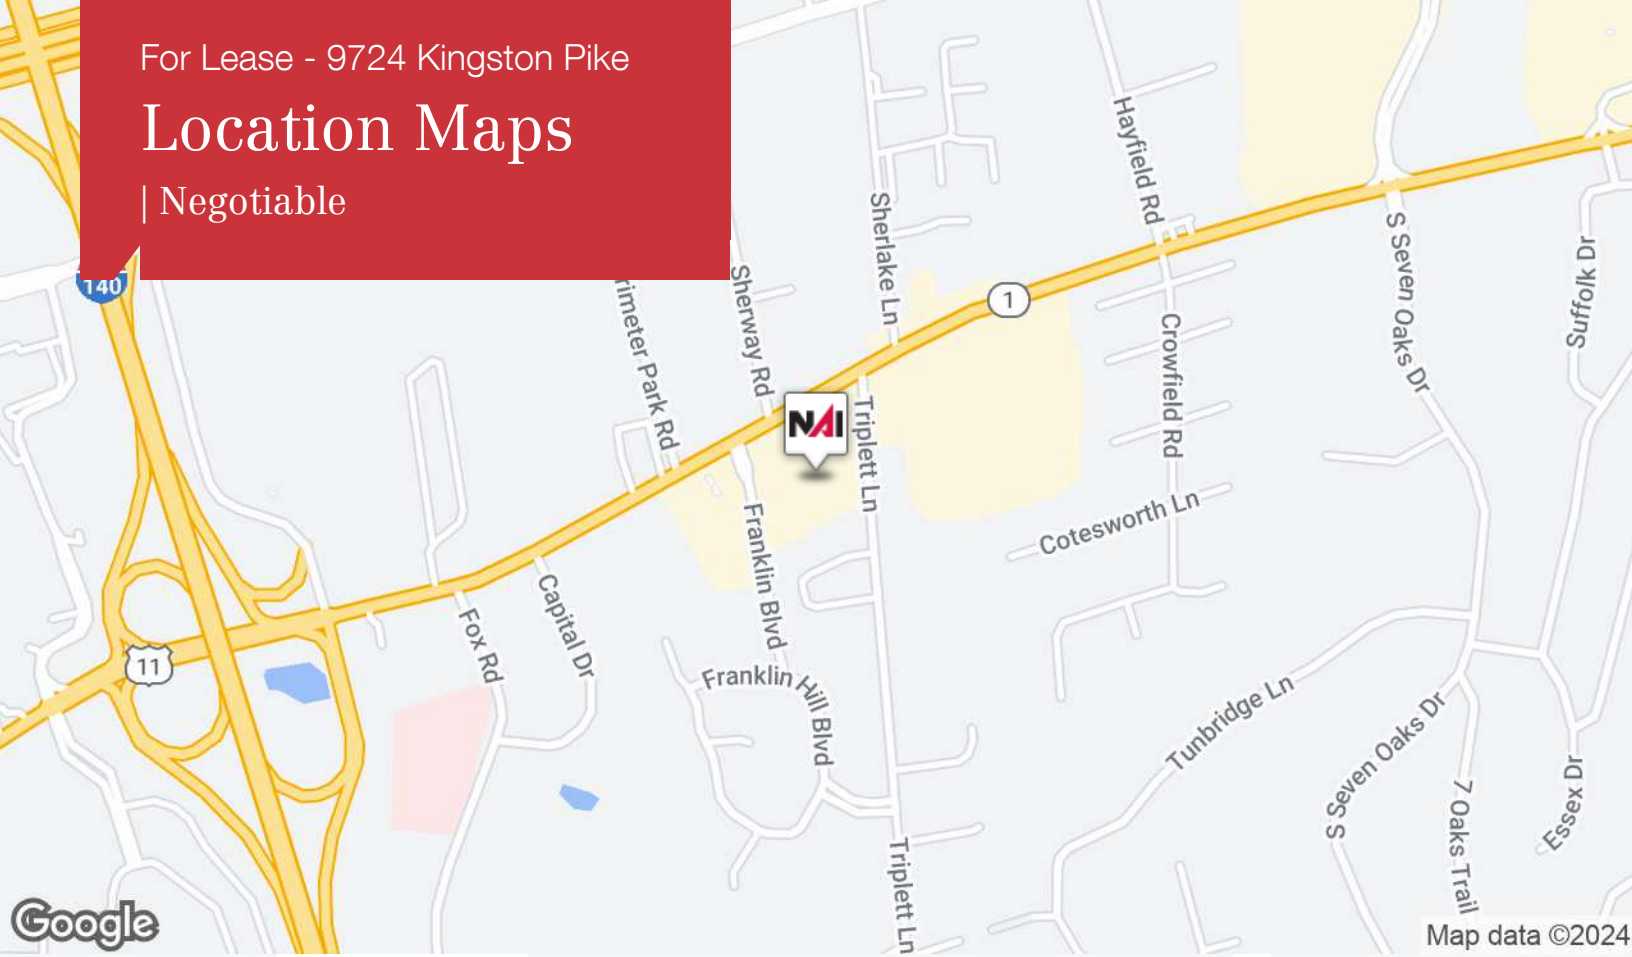 For Lease - 9724 Kingston Pike
Location Maps
| Negotiable
140
11
1
rimeter Park Rd
Sherway Rd
Sherlake Ln
Hayfield Rd
Crowfield Rd
S Seven Oaks Dr
Suffolk Dr
NAI
Triplett Ln
Franklin Blvd
Cotesworth Ln
Capital Dr
Fox Rd
Franklin Hill Blvd
Tunbridge Ln
S Seven Oaks Dr
7 Oaks Trail
Essex Dr
Triplett Ln
Google
Map data ©2024